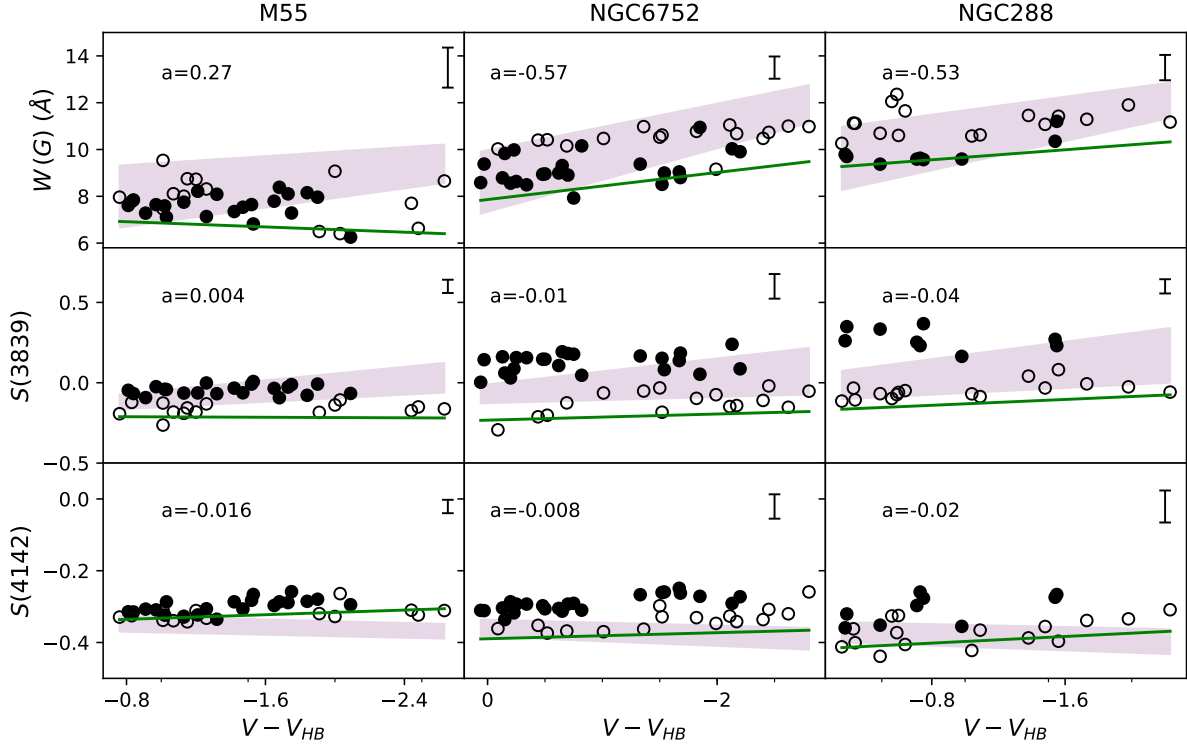 M55 NGC6752 NGC288
14
12
10
8
6
W(G) (Å)
a=0.27 a=-0.57 a=-0.53
0.5
0.0
−0.5
S(3839)
a=0.004 a=-0.01 a=-0.04
0.0
−0.2
−0.4
S(4142)
a=-0.016 a=-0.008 a=-0.02
−0.8 −1.6 −2.4 0 −2 −0.8 −1.6
V − V_HB V − V_HB V − V_HB